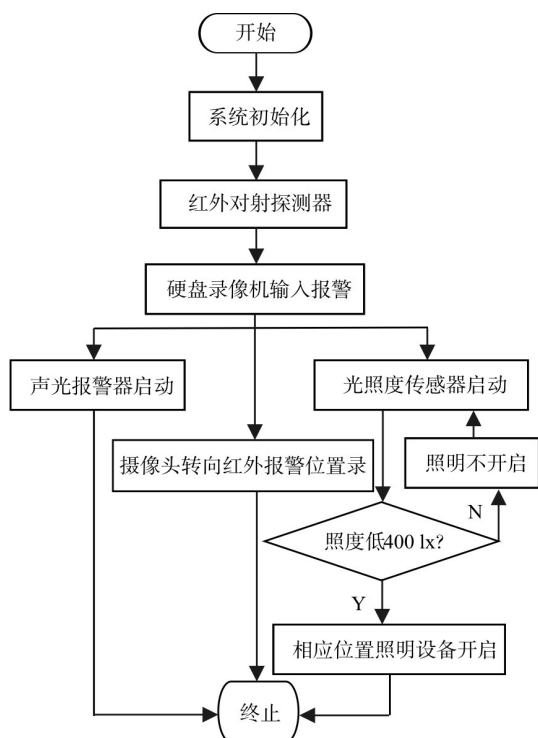 开始
系统初始化
红外对射探测器
硬盘录像机输入报警
声光报警器启动
光照度传感器启动
摄像头转向红外报警位置录
照明不开启
N
照度低400 lx?
Y
相应位置照明设备开启
终止